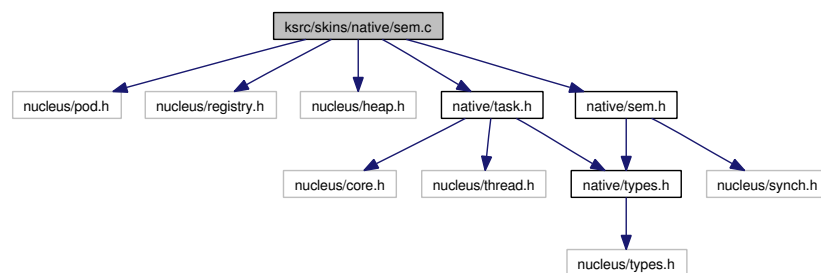 ksrc/skins/native/sem.c
nucleus/pod.h
nucleus/registry.h
nucleus/heap.h
native/task.h
native/sem.h
nucleus/core.h
nucleus/thread.h
native/types.h
nucleus/synch.h
nucleus/types.h